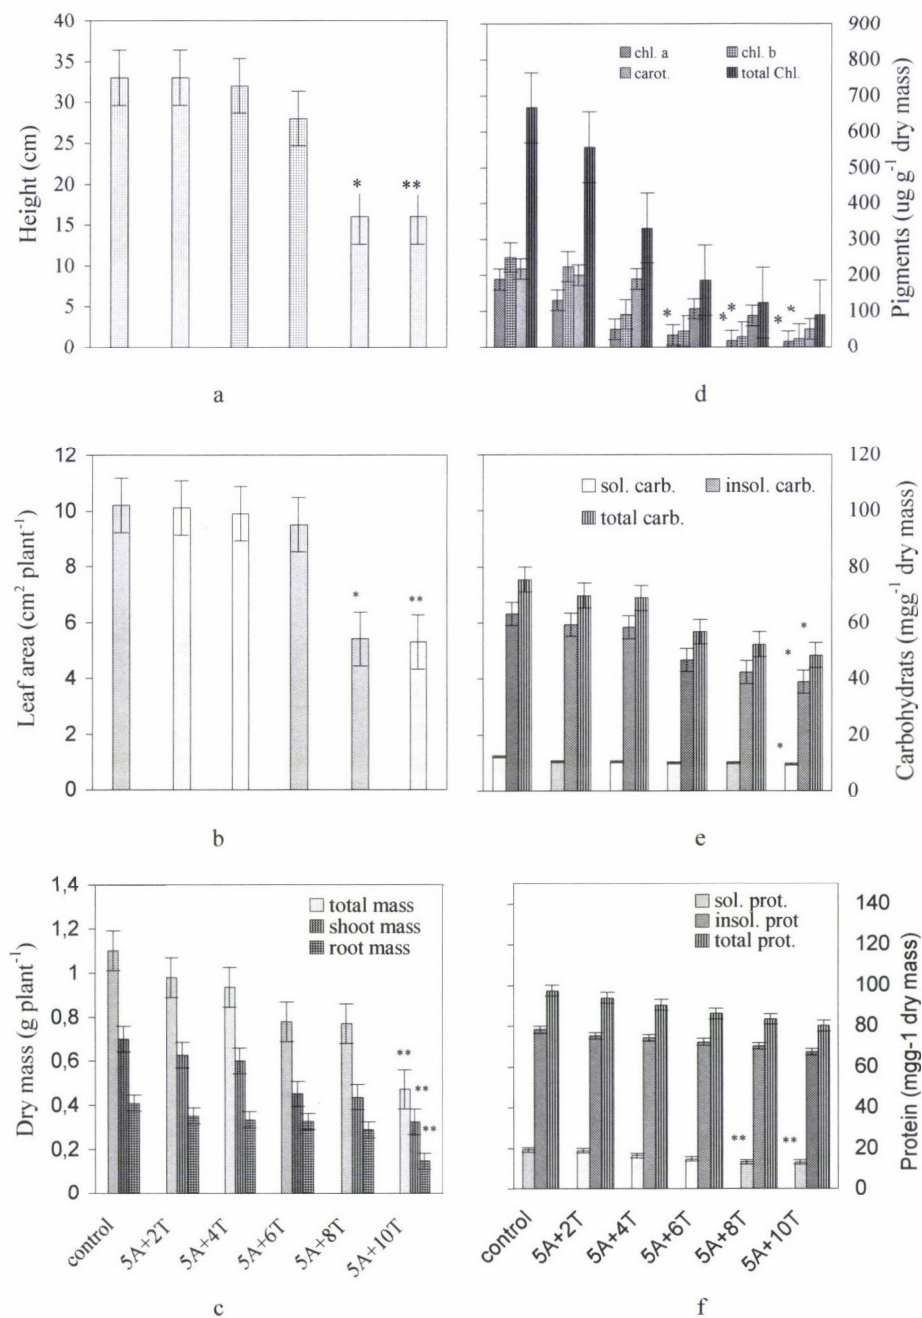 40
35
30
25
20
15
10
5
0
Height (cm)
* **
a
chl. a chl. b
carot. total Chl.
900
800
700
600
500
400
300
200
100
0
Pigments (ug g⁻¹ dry mass)
* * * * *
d
12
10
8
6
4
2
0
Leaf area (cm² plant⁻¹)
* **
b
sol. carb. insol. carb.
total carb.
120
100
80
60
40
20
0
Carbohydrats (mgg⁻¹ dry mass)
*
*
*
e
1,4
1,2
1
0,8
0,6
0,4
0,2
0
Dry mass (g plant⁻¹)
total mass
shoot mass
root mass
**
**
**
control 5A+2T 5A+4T 5A+6T 5A+8T 5A+10T
c
sol. prot.
insol. prot
total prot.
140
120
100
80
60
40
20
0
Protein (mgg-1 dry mass)
** **
control 5A+2T 5A+4T 5A+6T 5A+8T 5A+10T
f